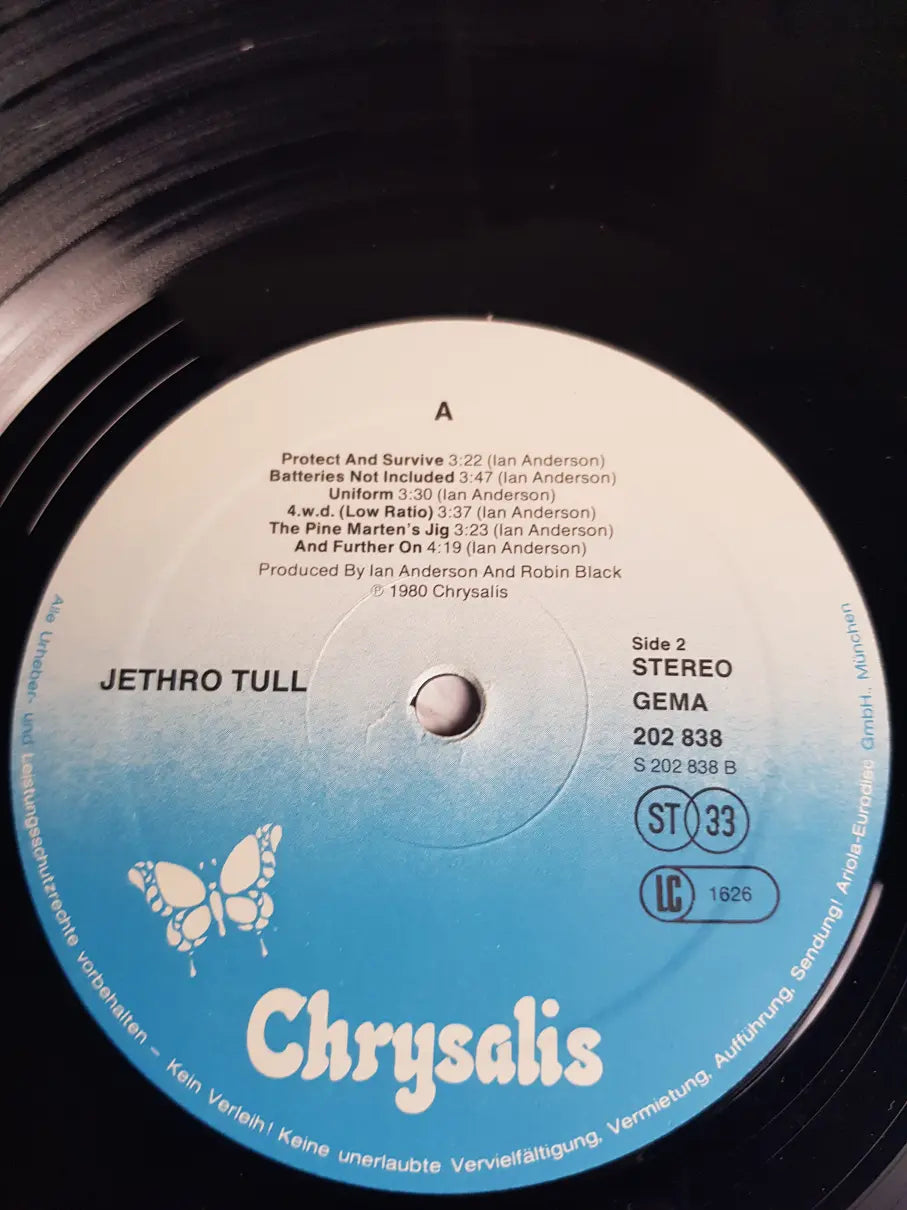 A
Protect And Survive 3:22 (Ian Anderson)
Batteries Not Included 3:47 (Ian Anderson)
Uniform 3:30 (Ian Anderson)
4.w.d. (Low Ratio) 3:37 (Ian Anderson)
The Pine Marten's Jig 3:23 (Ian Anderson)
And Further On 4:19 (Ian Anderson)
Produced By Ian Anderson And Robin Black
℗ 1980 Chrysalis
JETHRO TULL
Side 2
STEREO
GEMA
202 838
S 202 838 B
ST 33
LC 1626
Chrysalis
Alle Urheber- und Leistungsschutzrechte vorbehalten – Kein Verleih! Keine unerlaubte Vervielfältigung, Vermietung, Aufführung, Sendung! Ariola-Eurodisc GmbH., München